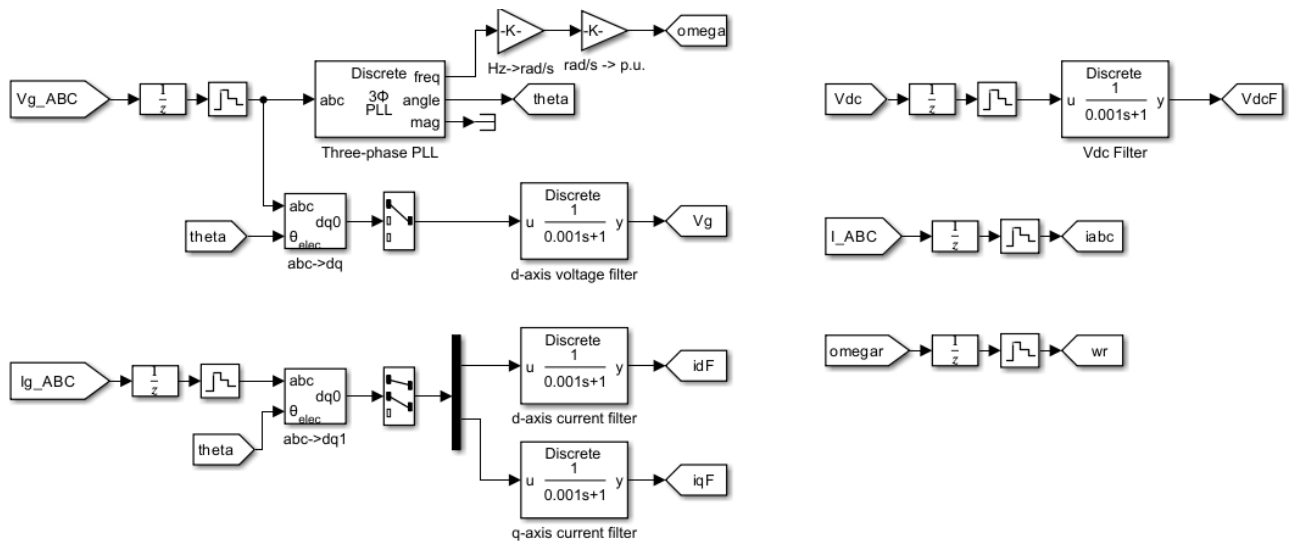 -K-
-K-
omega
Hz->rad/s
rad/s -> p.u.
Vg_ABC
1
z
abc
Discrete
3Φ
PLL
freq
angle
mag
theta
Three-phase PLL
theta
abc
θelec
dq0
abc->dq
Discrete
u
1
0.001s+1
y
Vg
d-axis voltage filter
Ig_ABC
1
z
theta
abc
θelec
dq0
abc->dq1
Discrete
u
1
0.001s+1
y
idF
d-axis current filter
Discrete
u
1
0.001s+1
y
iqF
q-axis current filter
Vdc
1
z
Discrete
u
1
0.001s+1
y
VdcF
Vdc Filter
I_ABC
1
z
iabc
omegar
1
z
wr